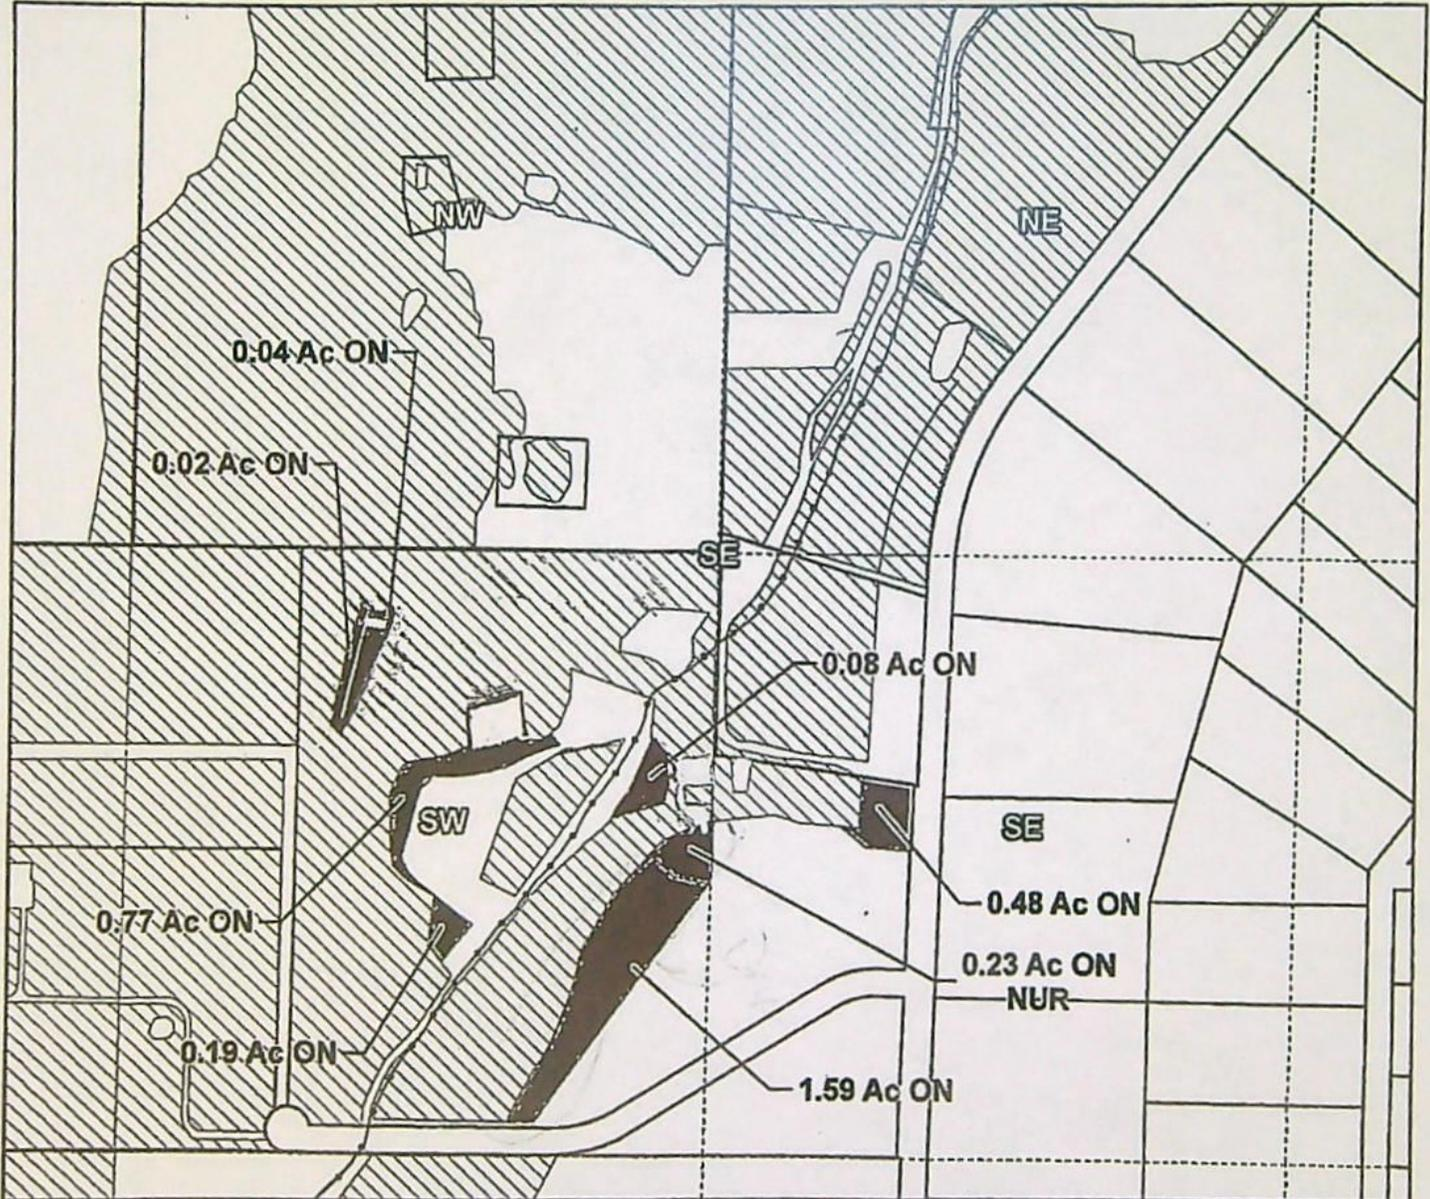 NW
NE
0.04 Ac ON
0.02 Ac ON
SE
0.08 Ac ON
SW
SE
0.48 Ac ON
0.77 Ac ON
0.23 Ac ON
NUR
0.19 Ac ON
1.59 Ac ON